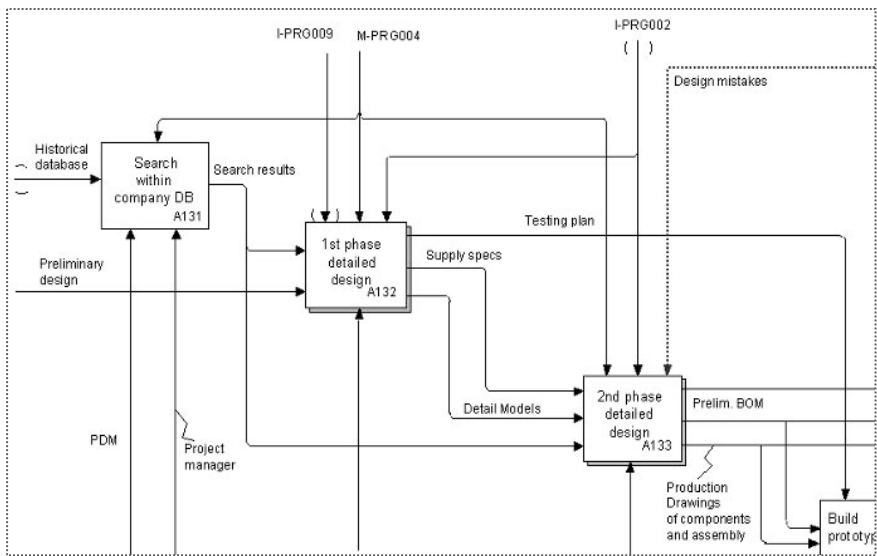 I-PRG009
M-PRG004
I-PRG002
Design mistakes
Historical
database
Search
within
company DB
A131
Search results
Testing plan
1st phase
detailed
design
A132
Supply specs
Preliminary
design
2nd phase
detailed
design
A133
Prelim. BOM
Detail Models
PDM
Project
manager
Production
Drawings
of components
and assembly
Build
prototyp